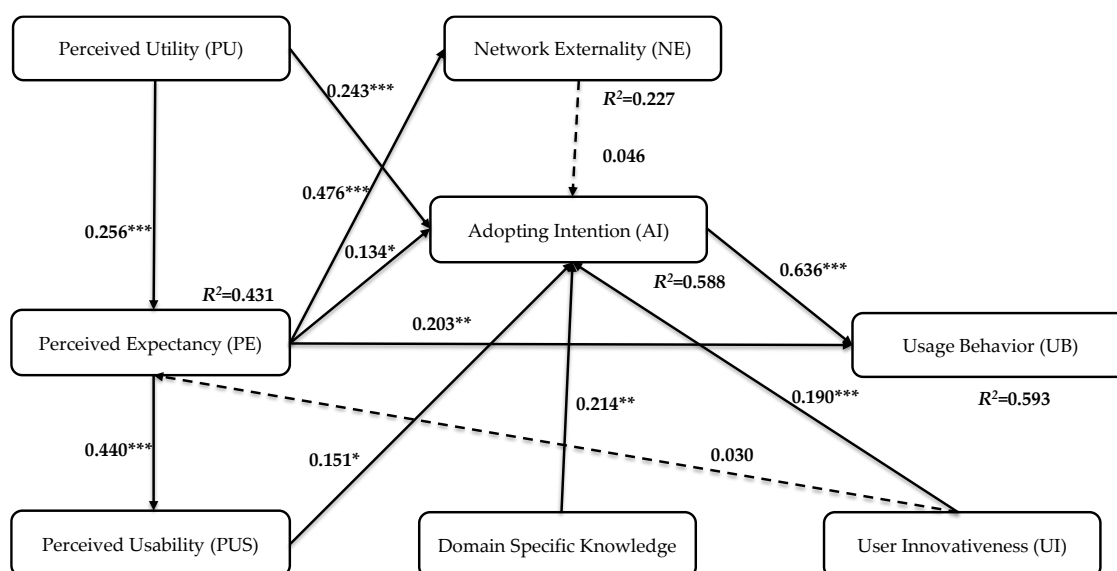 Perceived Utility (PU)
Network Externality (NE)
0.243***
R²=0.227
0.046
0.476***
Adopting Intention (AI)
0.256***
0.134*
0.636***
R²=0.588
R²=0.431
0.203**
Perceived Expectancy (PE)
Usage Behavior (UB)
0.190***
R²=0.593
0.214**
0.440***
0.151*
0.030
Perceived Usability (PUS)
Domain Specific Knowledge
User Innovativeness (UI)